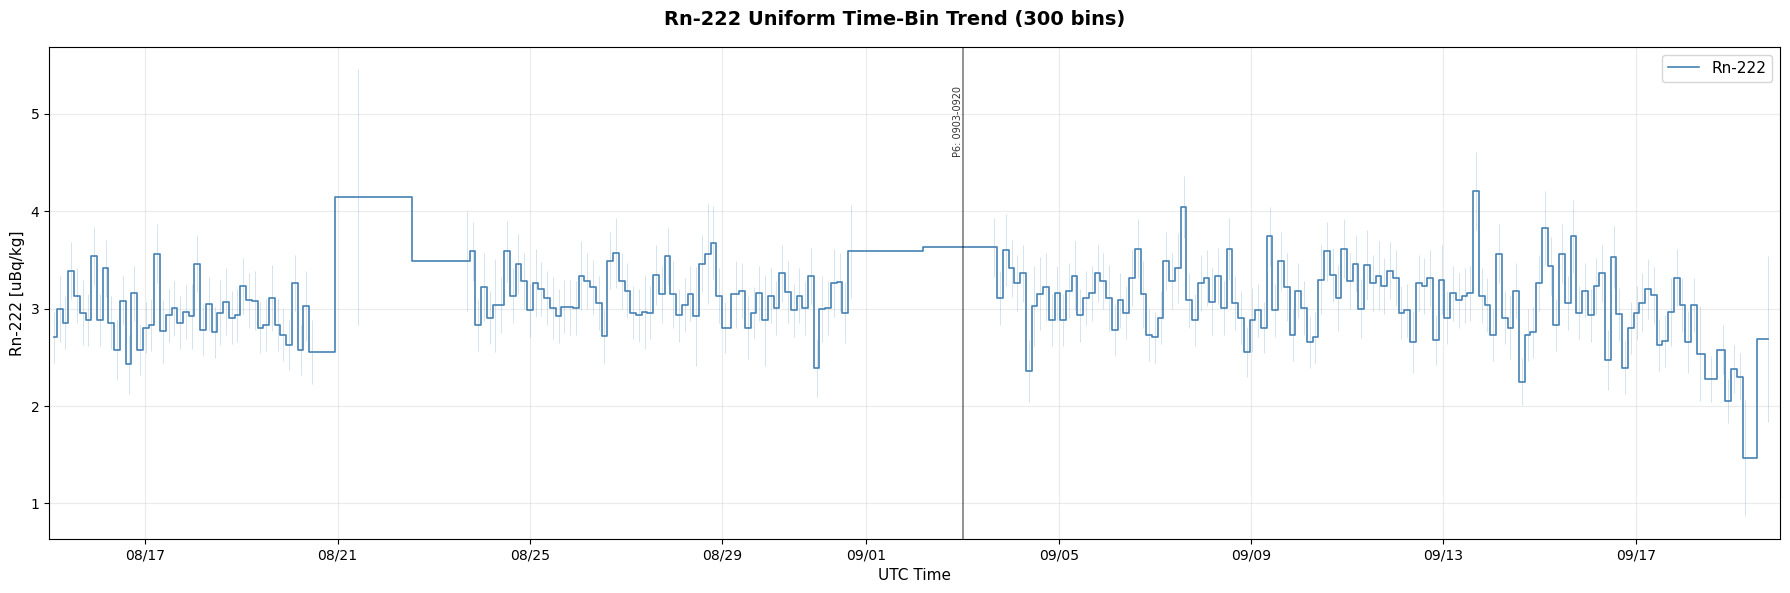 Rn-222 Uniform Time-Bin Trend (300 bins)
Rn-222
P6: 0903-0920
Rn-222 [uBq/kg]
5
4
3
2
1
08/17 08/21 08/25 08/29 09/01 09/05 09/09 09/13 09/17
UTC Time